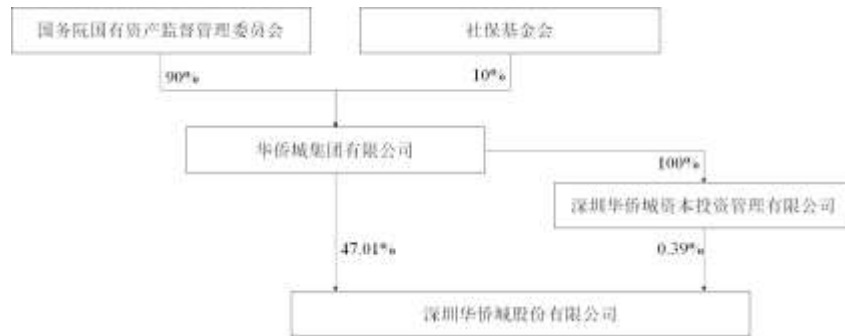 国务院国有资产监督管理委员会
社保基金会
90%
10%
华侨城集团有限公司
100%
深圳华侨城资本投资管理有限公司
47.01%
0.39%
深圳华侨城股份有限公司